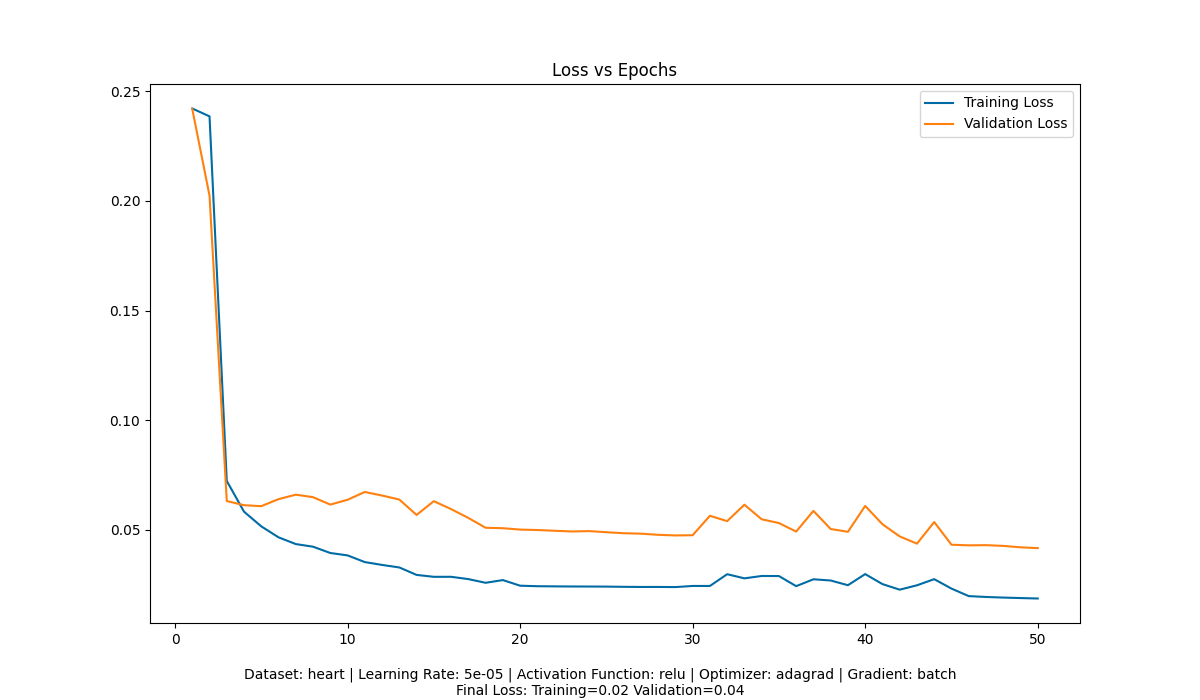 Loss vs Epochs
Training Loss
Validation Loss
0.25
0.20
0.15
0.10
0.05
0 10 20 30 40 50
Dataset: heart | Learning Rate: 5e-05 | Activation Function: relu | Optimizer: adagrad | Gradient: batch
Final Loss: Training=0.02 Validation=0.04